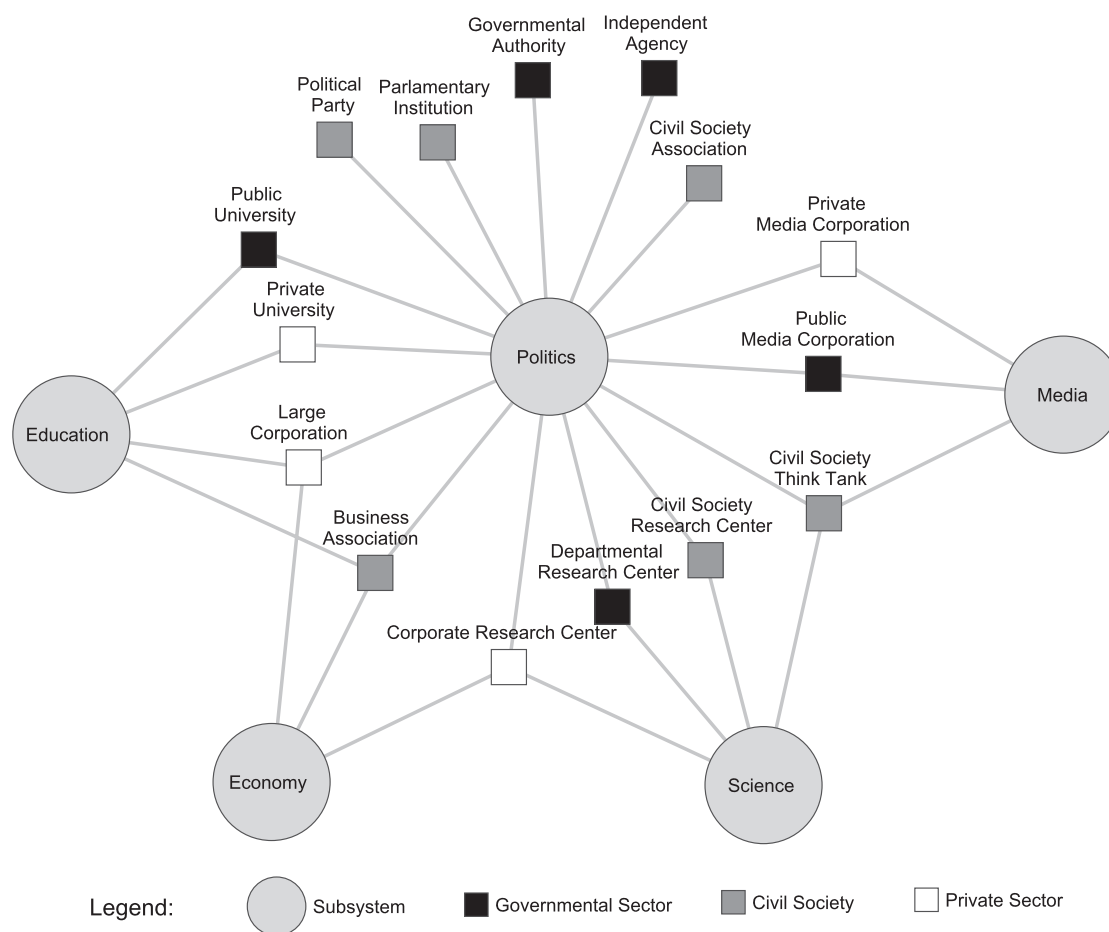 Governmental
Authority
Independent
Agency
Political
Party
Parlamentary
Institution
Civil Society
Association
Public
University
Private
Media Corporation
Private
University
Public
Media Corporation
Politics
Media
Education
Large
Corporation
Civil Society
Think Tank
Business
Association
Civil Society
Research Center
Departmental
Research Center
Corporate Research Center
Economy
Science
Legend:
Subsystem
Governmental Sector
Civil Society
Private Sector